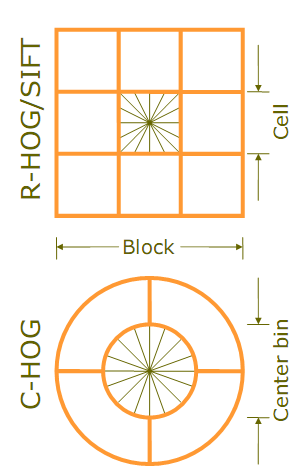 R-HOG/SIFT
Cell
Block
C-HOG
Center bin